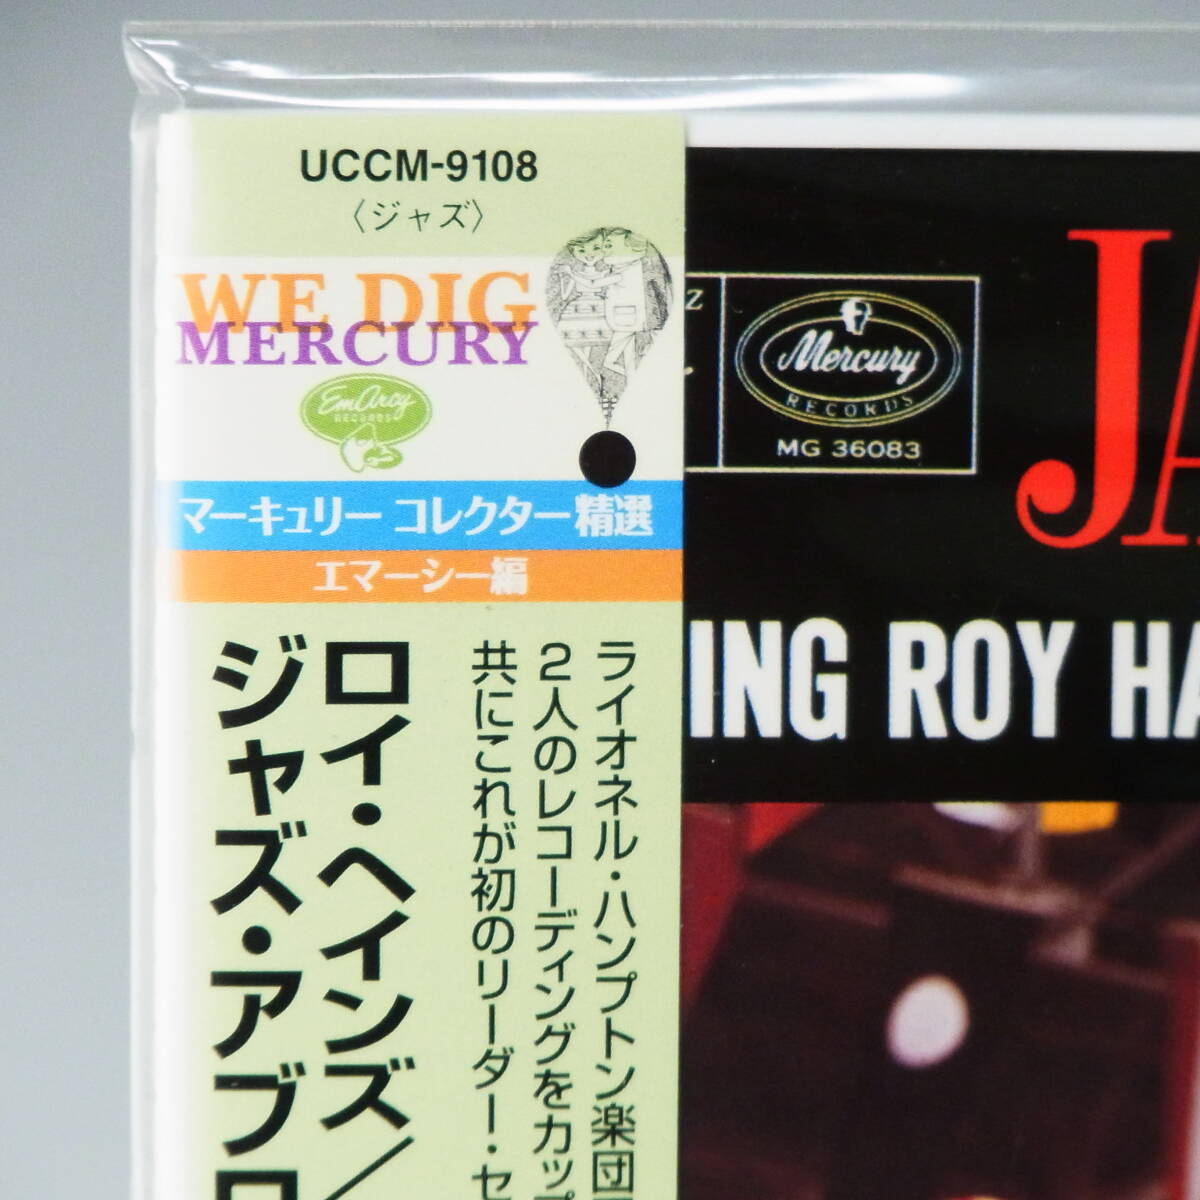 UCCM-9108
〈ジャズ〉
WE DIG
MERCURY
EmArcy
RECORDS
マーキュリー コレクター精選
エマーシー編
ライオネル・ハンプトン楽団
2人のレコーディングをカップ
共にこれが初のリーダー・セ
ロイ・ヘインズ／
ジャズ・アブロ
Z
Mercury
RECORDS
MG 36083
JA
ING ROY HA